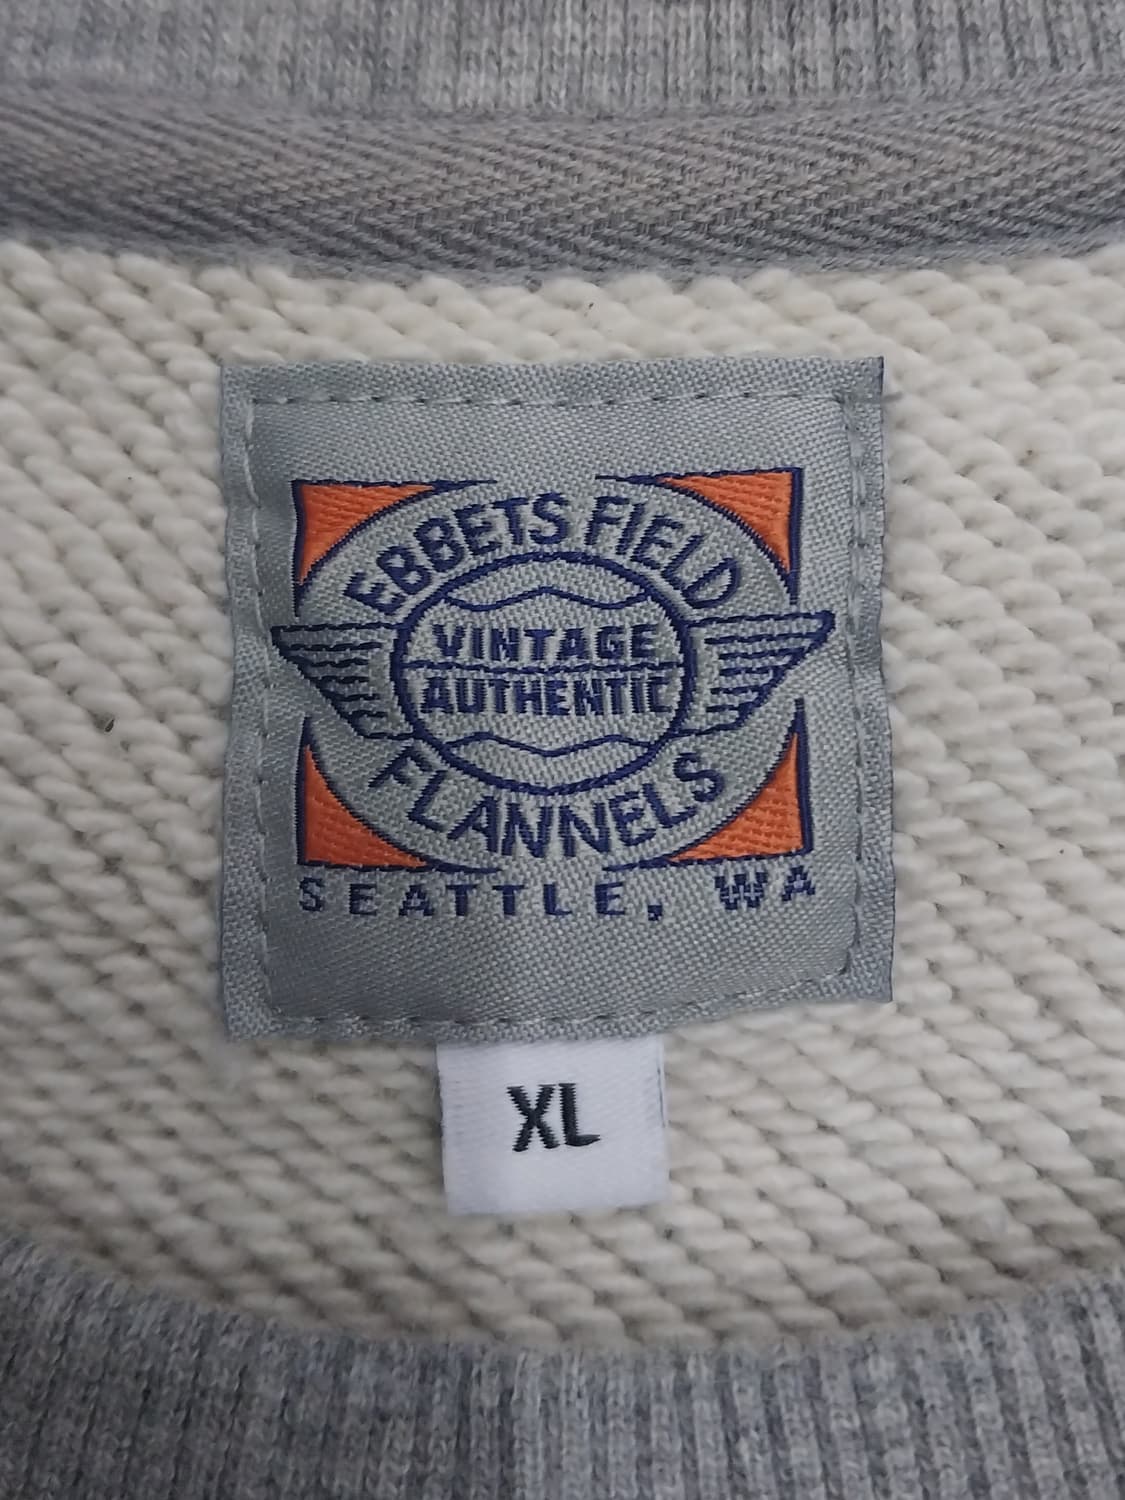 EBBETS FIELD
VINTAGE
AUTHENTIC
FLANNELS
SEATTLE, WA
XL